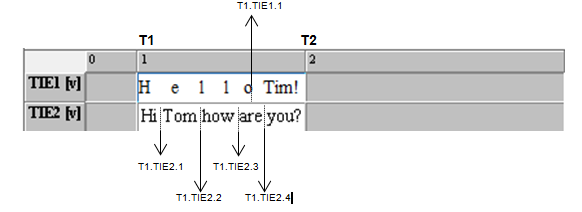 T1.TIE1.1
T1 T2
0 1 2
TIE1 [v] H e l l o Tim!
TIE2 [v] Hi Tom how are you?
T1.TIE2.1 T1.TIE2.3
T1.TIE2.2 T1.TIE2.4